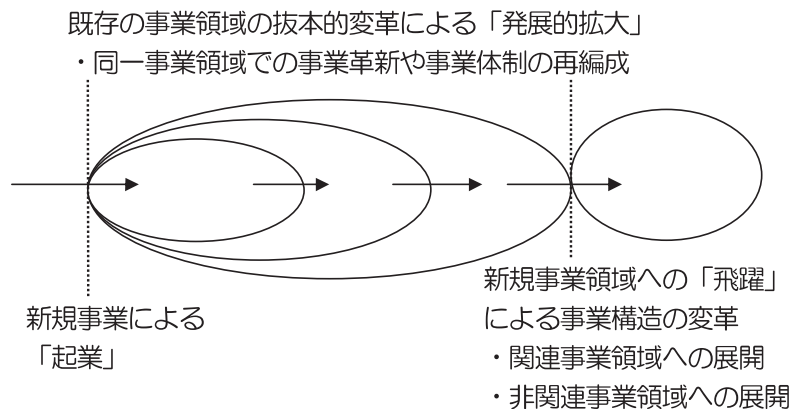 既存の事業領域の抜本的変革による「発展的拡大」
・同一事業領域での事業革新や事業体制の再編成
新規事業による
「起業」
新規事業領域への「飛躍」
による事業構造の変革
・関連事業領域への展開
・非関連事業領域への展開